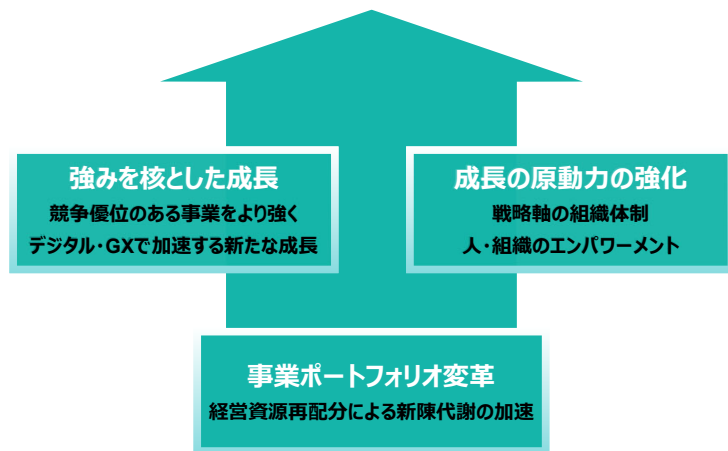 強みを核とした成長
競争優位のある事業をより強く
デジタル・GXで加速する新たな成長
成長の原動力の強化
戦略軸の組織体制
人・組織のエンパワーメント
事業ポートフォリオ変革
経営資源再配分による新陳代謝の加速